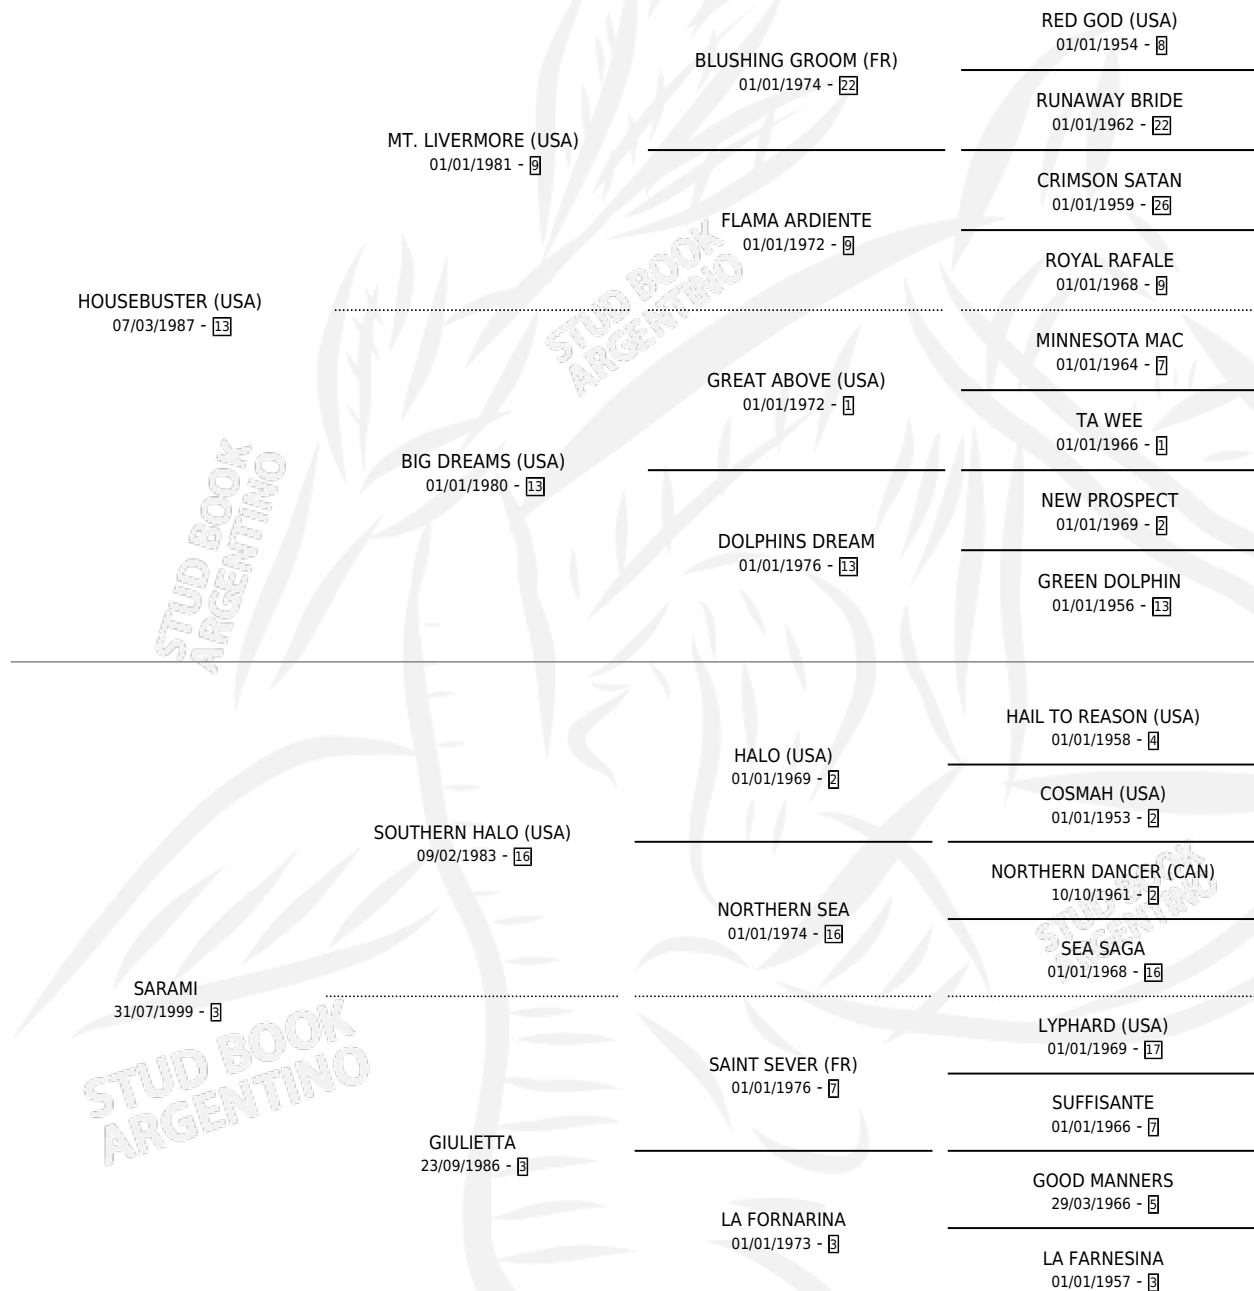 RED GOD (USA)
01/01/1954 - 8
BLUSHING GROOM (FR)
01/01/1974 - 22
RUNAWAY BRIDE
01/01/1962 - 22
MT. LIVERMORE (USA)
01/01/1981 - 9
CRIMSON SATAN
01/01/1959 - 26
FLAMA ARDIENTE
01/01/1972 - 9
ROYAL RAFALE
01/01/1968 - 9
HOUSEBUSTER (USA)
07/03/1987 - 13
MINNESOTA MAC
01/01/1964 - 7
GREAT ABOVE (USA)
01/01/1972 - 1
TA WEE
01/01/1966 - 1
BIG DREAMS (USA)
01/01/1980 - 13
NEW PROSPECT
01/01/1969 - 2
DOLPHINS DREAM
01/01/1976 - 13
GREEN DOLPHIN
01/01/1956 - 13
HAIL TO REASON (USA)
01/01/1958 - 4
HALO (USA)
01/01/1969 - 2
COSMAH (USA)
01/01/1953 - 2
SOUTHERN HALO (USA)
09/02/1983 - 16
NORTHERN DANCER (CAN)
10/10/1961 - 2
NORTHERN SEA
01/01/1974 - 16
SEA SAGA
01/01/1968 - 16
SARAMI
31/07/1999 - 3
LYPHARD (USA)
01/01/1969 - 17
SAINT SEVER (FR)
01/01/1976 - 7
SUFFISANTE
01/01/1966 - 7
GIULIETTA
23/09/1986 - 3
GOOD MANNERS
29/03/1966 - 5
LA FORNARINA
01/01/1973 - 3
LA FARNESINA
01/01/1957 - 3
STUD BOOK
ARGENTINO
STUD BOOK
ARGENTINO
STUD BOOK
ARGENTINO
STUD BOOK
ARGENTINO